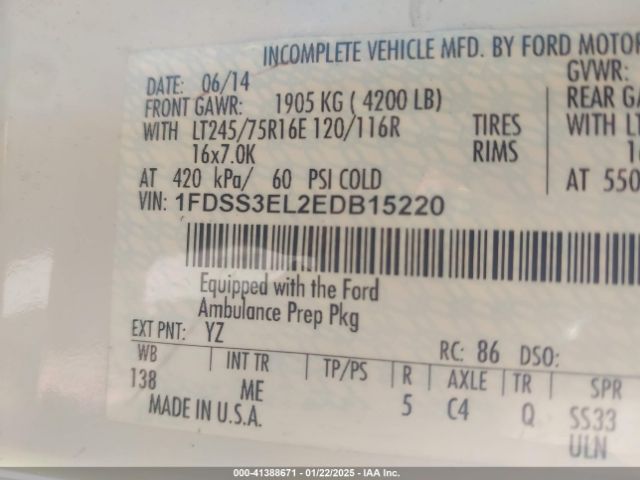 INCOMPLETE VEHICLE MFD. BY FORD MOTOR
DATE: 06/14 GVWR:
FRONT GAWR: 1905 KG ( 4200 LB) REAR GA
WITH LT245/75R16E 120/116R TIRES WITH L
16x7.0K RIMS 1
AT 420 kPa/ 60 PSI COLD AT 550
VIN: 1FDSS3EL2EDB15220
Equipped with the Ford
Ambulance Prep Pkg
EXT PNT: YZ RC: 86 DSO:
WB INT TR TP/PS R AXLE TR SPR
138 ME 5 C4 Q SS33
MADE IN U.S.A. ULN
000-41388671 - 01/22/2025 - IAA Inc.